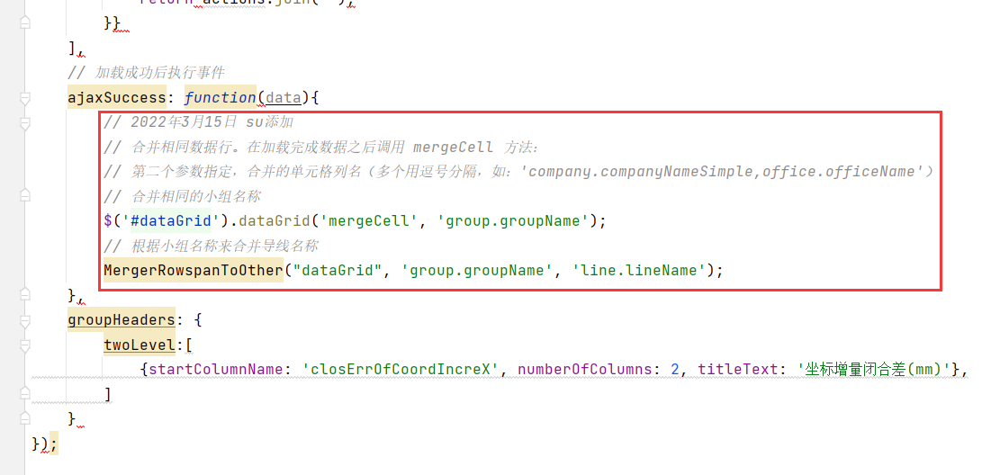 return actions.join('');
}}
],
// 加载成功后执行事件
ajaxSuccess: function(data){
// 2022年3月15日 su添加
// 合并相同数据行。在加载完成数据之后调用 mergeCell 方法:
// 第二个参数指定，合并的单元格列名（多个用逗号分隔，如：'company.companyNameSimple,office.officeName'）
// 合并相同的小组名称
$('#dataGrid').dataGrid('mergeCell', 'group.groupName');
// 根据小组名称来合并导线名称
MergerRowspanToOther("dataGrid", 'group.groupName', 'line.lineName');
},
groupHeaders: {
twoLevel:[
{startColumnName: 'closErrOfCoordIncreX', numberOfColumns: 2, titleText: '坐标增量闭合差(mm)'},
]
}
});